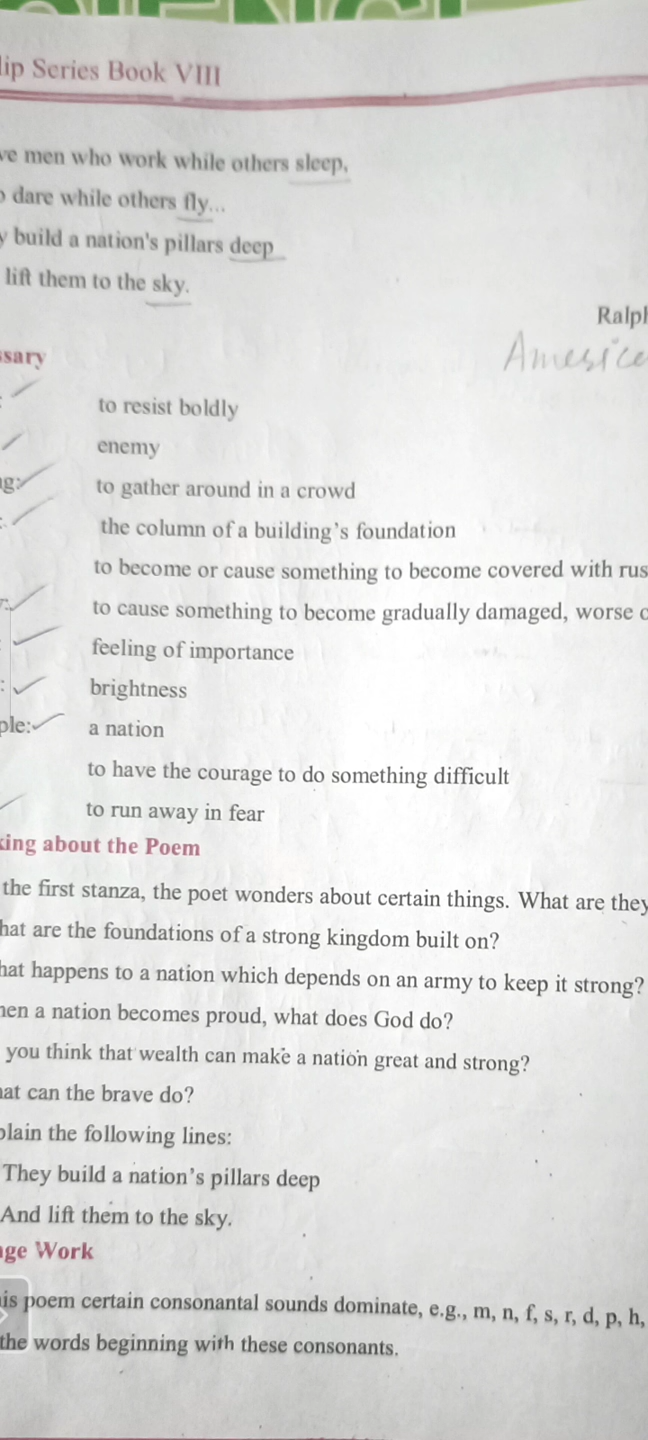 lip Series Book VIII
ve men who work while others sleep,
o dare while others fly...
y build a nation's pillars deep
lift them to the sky.
Ralph
America
ssary
: to resist boldly
enemy
ng: to gather around in a crowd
: the column of a building's foundation
to become or cause something to become covered with rus
r: to cause something to become gradually damaged, worse o
: feeling of importance
: brightness
ple: a nation
to have the courage to do something difficult
to run away in fear
king about the Poem
the first stanza, the poet wonders about certain things. What are they
hat are the foundations of a strong kingdom built on?
hat happens to a nation which depends on an army to keep it strong?
hen a nation becomes proud, what does God do?
you think that wealth can make a nation great and strong?
hat can the brave do?
plain the following lines:
They build a nation's pillars deep
And lift them to the sky.
age Work
is poem certain consonantal sounds dominate, e.g., m, n, f, s, r, d, p, h,
the words beginning with these consonants.